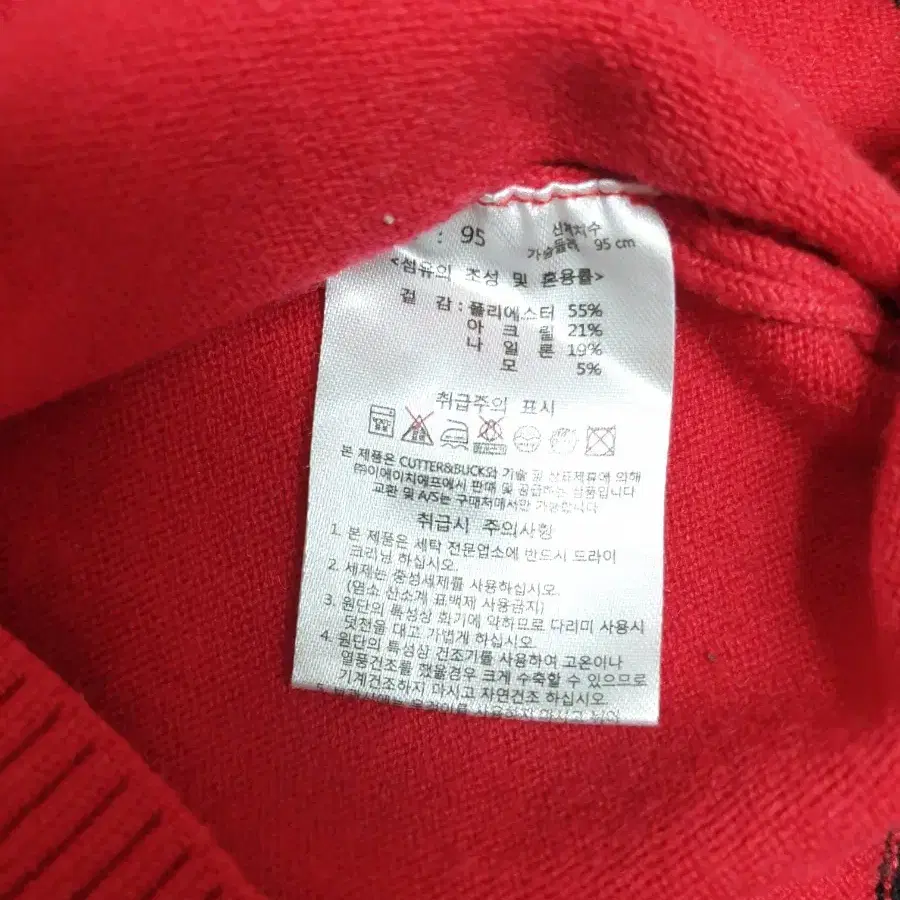 : 95
신체치수
가슴둘레 95 cm
<섬유의 조성 및 혼용률>
겉 감 : 폴리에스터 55%
아 크 릴 21%
나 일 론 19%
모 5%
취급주의 표시
본 제품은 CUTTER&BUCK와 기술 및 상표제휴에 의해
㈜이에이치에프에서 판매 및 공급하는 상품입니다
교환 및 A/S는 구매처에서만 가능합니다
취급시 주의사항
1. 본 제품은 세탁 전문업소에 반드시 드라이
크리닝 하십시오.
2. 세제는 중성세제를 사용하십시오.
(염소 산소계 표백제 사용금지)
3. 원단의 특성상 화기에 약하므로 다리미 사용시
덧천을 대고 가볍게 하십시오.
4. 원단의 특성상 건조기를 사용하여 고온이나
열풍건조를 했을경우 크게 수축할 수 있으므로
기계건조하지 마시고 자연건조 하십시오.